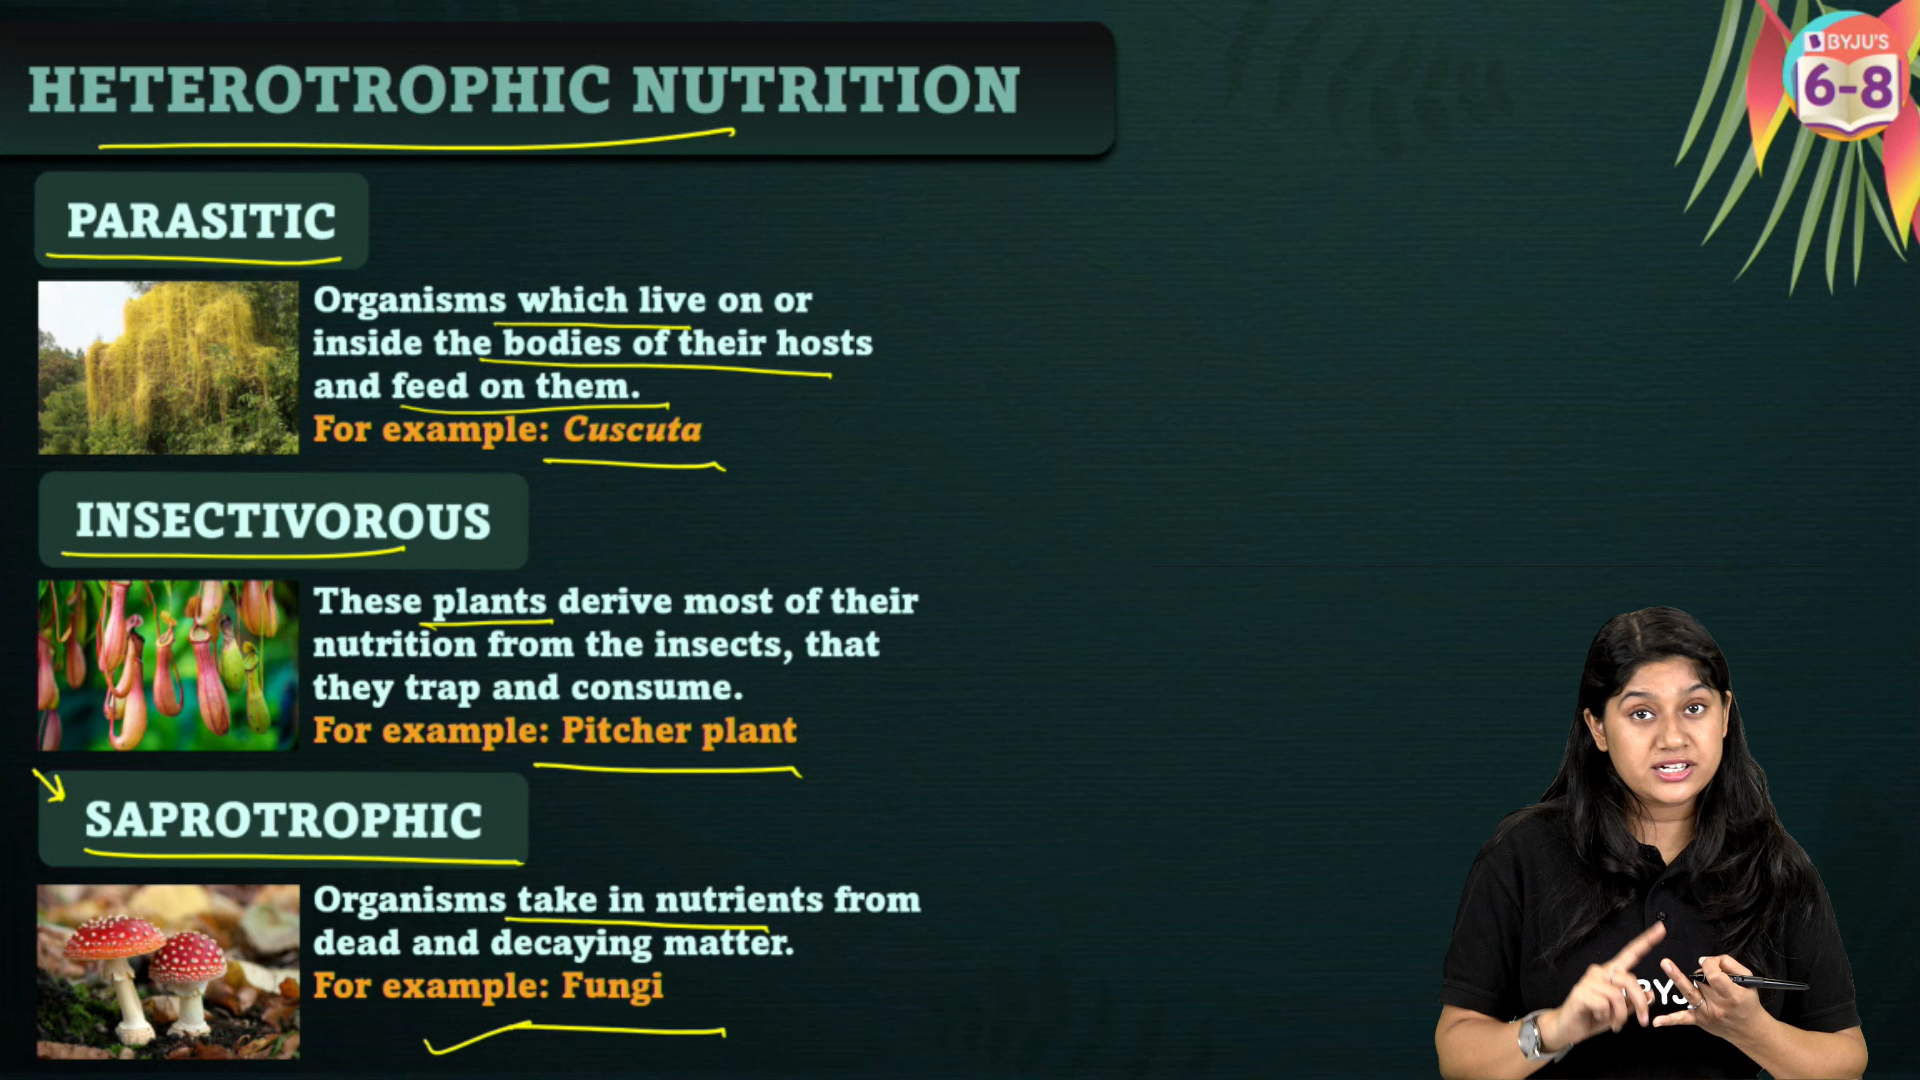 HETEROTROPHIC NUTRITION
BYJU'S
6-8
PARASITIC
Organisms which live on or
inside the bodies of their hosts
and feed on them.
For example: Cuscuta
INSECTIVOROUS
These plants derive most of their
nutrition from the insects, that
they trap and consume.
For example: Pitcher plant
SAPROTROPHIC
Organisms take in nutrients from
dead and decaying matter.
For example: Fungi
BYJ